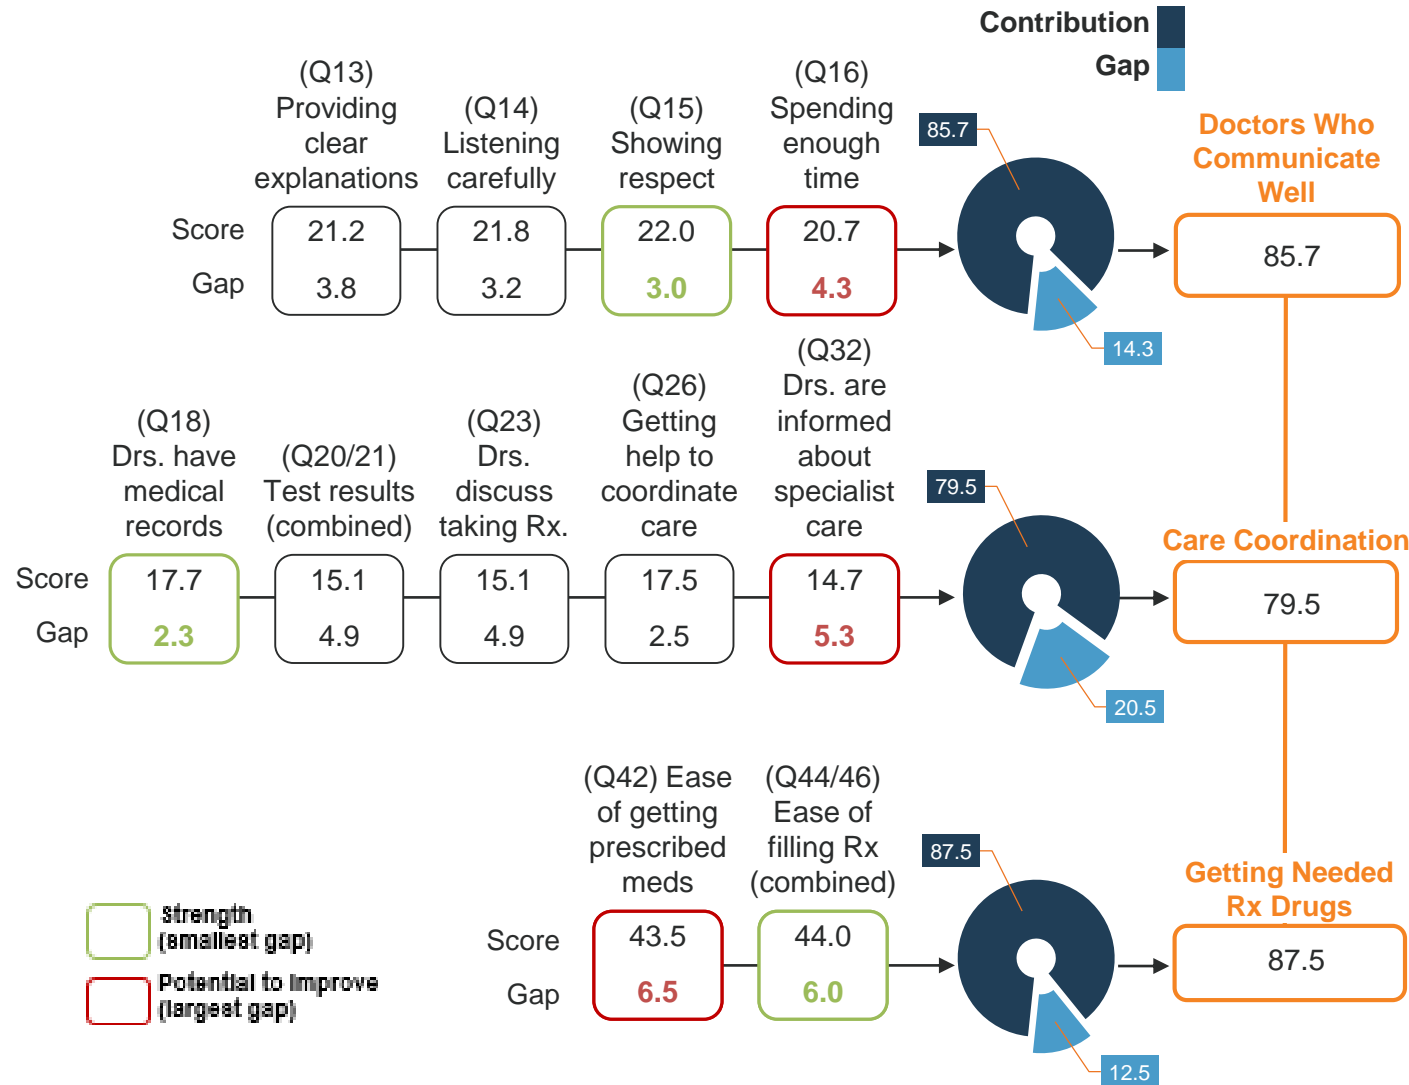 Contribution
Gap
(Q13)
Providing
clear
explanations
(Q14)
Listening
carefully
(Q15)
Showing
respect
(Q16)
Spending
enough
time
Score
21.2
21.8
22.0
20.7
Gap
3.8
3.2
3.0
4.3
85.7
14.3
Doctors Who
Communicate
Well
85.7
(Q18)
Drs. have
medical
records
(Q20/21)
Test results
(combined)
(Q23)
Drs.
discuss
taking Rx.
(Q26)
Getting
help to
coordinate
care
(Q32)
Drs. are
informed
about
specialist
care
Score
17.7
15.1
15.1
17.5
14.7
Gap
2.3
4.9
4.9
2.5
5.3
79.5
20.5
Care Coordination
79.5
(Q42) Ease
of getting
prescribed
meds
(Q44/46)
Ease of
filling Rx
(combined)
Score
43.5
44.0
Gap
6.5
6.0
87.5
12.5
Getting Needed
Rx Drugs
87.5
Strength
(smallest gap)
Potential to Improve
(largest gap)